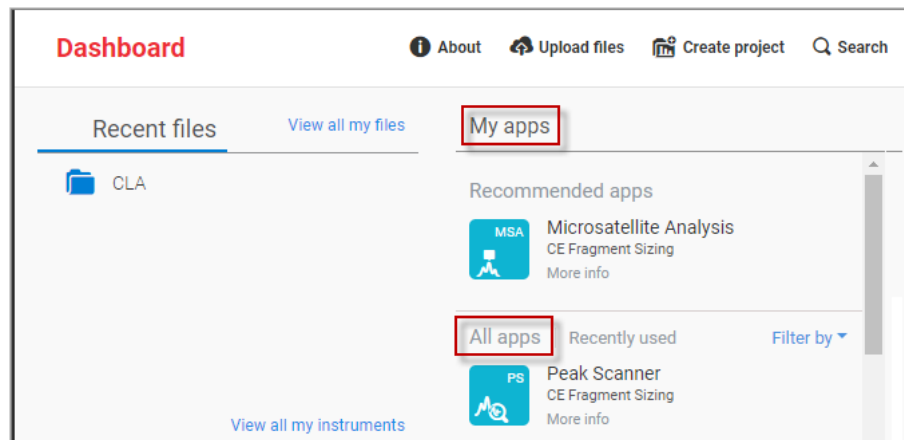 Dashboard
About
Upload files
Create project
Search
Recent files
View all my files
CLA
View all my instruments
My apps
Recommended apps
MSA
Microsatellite Analysis
CE Fragment Sizing
More info
All apps
Recently used
Filter by
PS
Peak Scanner
CE Fragment Sizing
More info